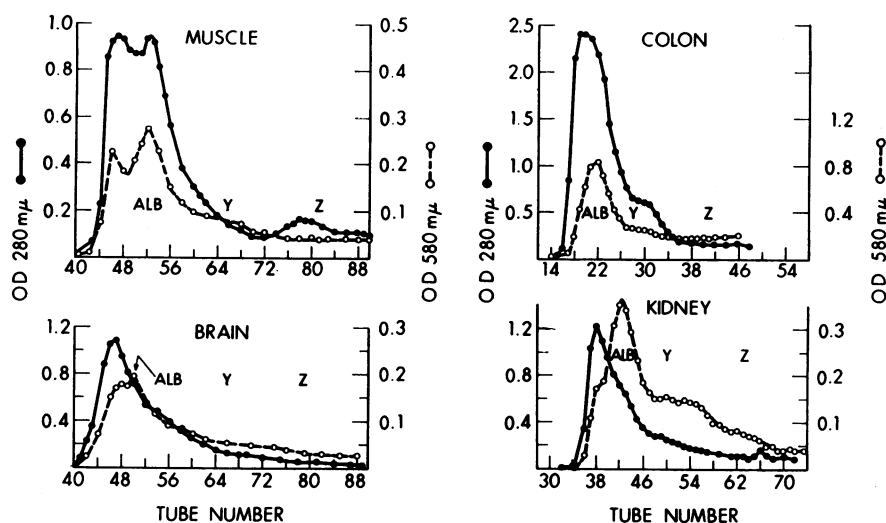 MUSCLE
OD 280 mμ
1.0
0.8
0.6
0.4
0.2
0.5
0.4
0.3
0.2
0.1
OD 580 mμ
ALB Y Z
40 48 56 64 72 80 88
COLON
OD 280 mμ
2.5
2.0
1.5
1.0
0.5
1.2
0.8
0.4
OD 580 mμ
ALB Y Z
14 22 30 38 46 54
BRAIN
1.2
0.8
0.4
0.3
0.2
0.1
ALB Y Z
40 48 56 64 72 80 88
TUBE NUMBER
KIDNEY
1.2
0.8
0.4
0.3
0.2
0.1
ALB Y Z
30 38 46 54 62 70
TUBE NUMBER